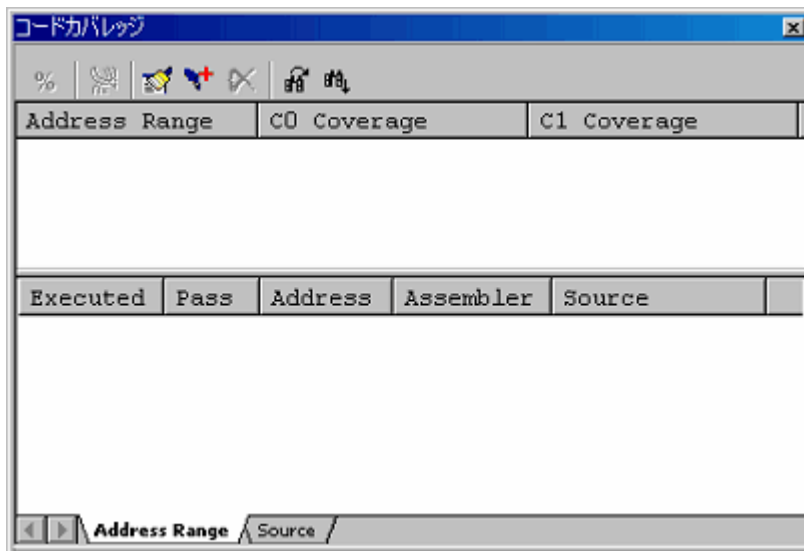 コードカバレッジ
%
Address Range C0 Coverage C1 Coverage
Executed Pass Address Assembler Source
Address Range Source